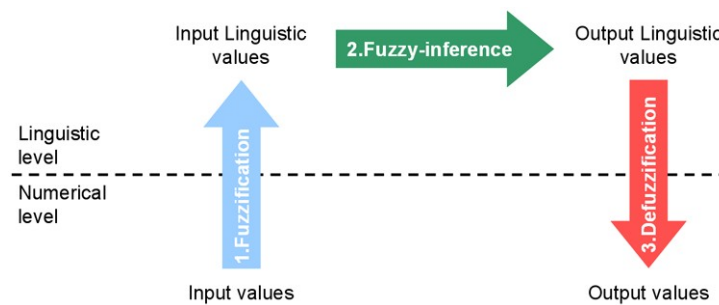 Input Linguistic
values
2.Fuzzy-inference
Output Linguistic
values
Linguistic
level
Numerical
level
1.Fuzzification
3.Defuzzification
Input values
Output values